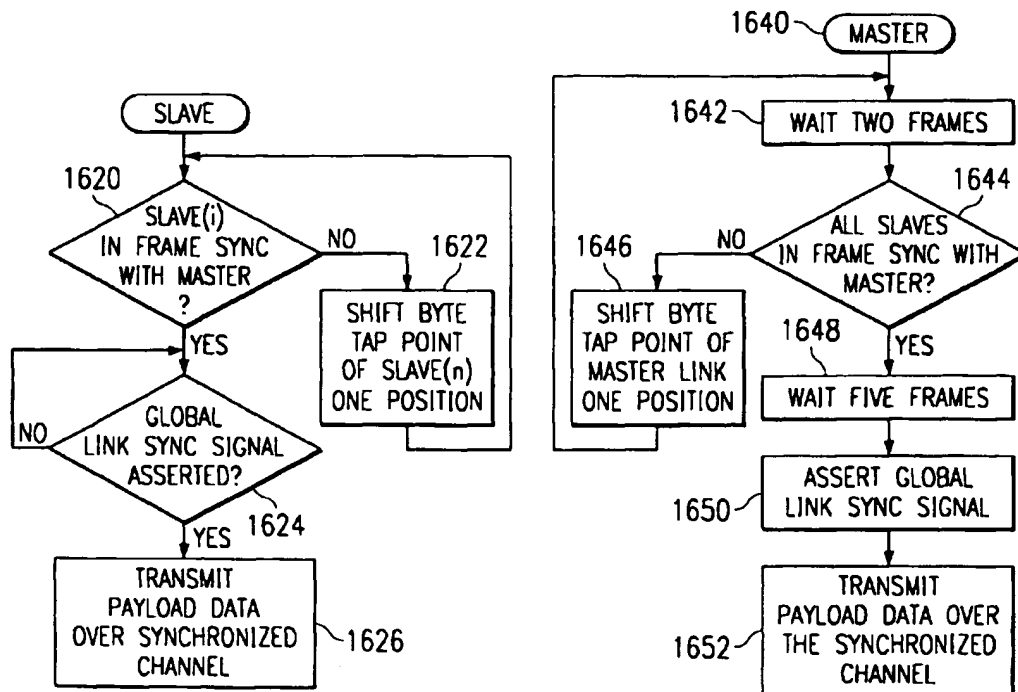 SLAVE
1620
SLAVE(i)
IN FRAME SYNC
WITH MASTER
?
NO
YES
1622
SHIFT BYTE
TAP POINT
OF SLAVE(n)
ONE POSITION
GLOBAL
LINK SYNC SIGNAL
ASSERTED?
NO
1624
YES
TRANSMIT
PAYLOAD DATA
OVER SYNCHRONIZED
CHANNEL
1626
1640
MASTER
1642
WAIT TWO FRAMES
1644
ALL SLAVES
IN FRAME SYNC WITH
MASTER?
NO
1646
SHIFT BYTE
TAP POINT OF
MASTER LINK
ONE POSITION
YES
1648
WAIT FIVE FRAMES
1650
ASSERT GLOBAL
LINK SYNC SIGNAL
1652
TRANSMIT
PAYLOAD DATA OVER
THE SYNCHRONIZED
CHANNEL